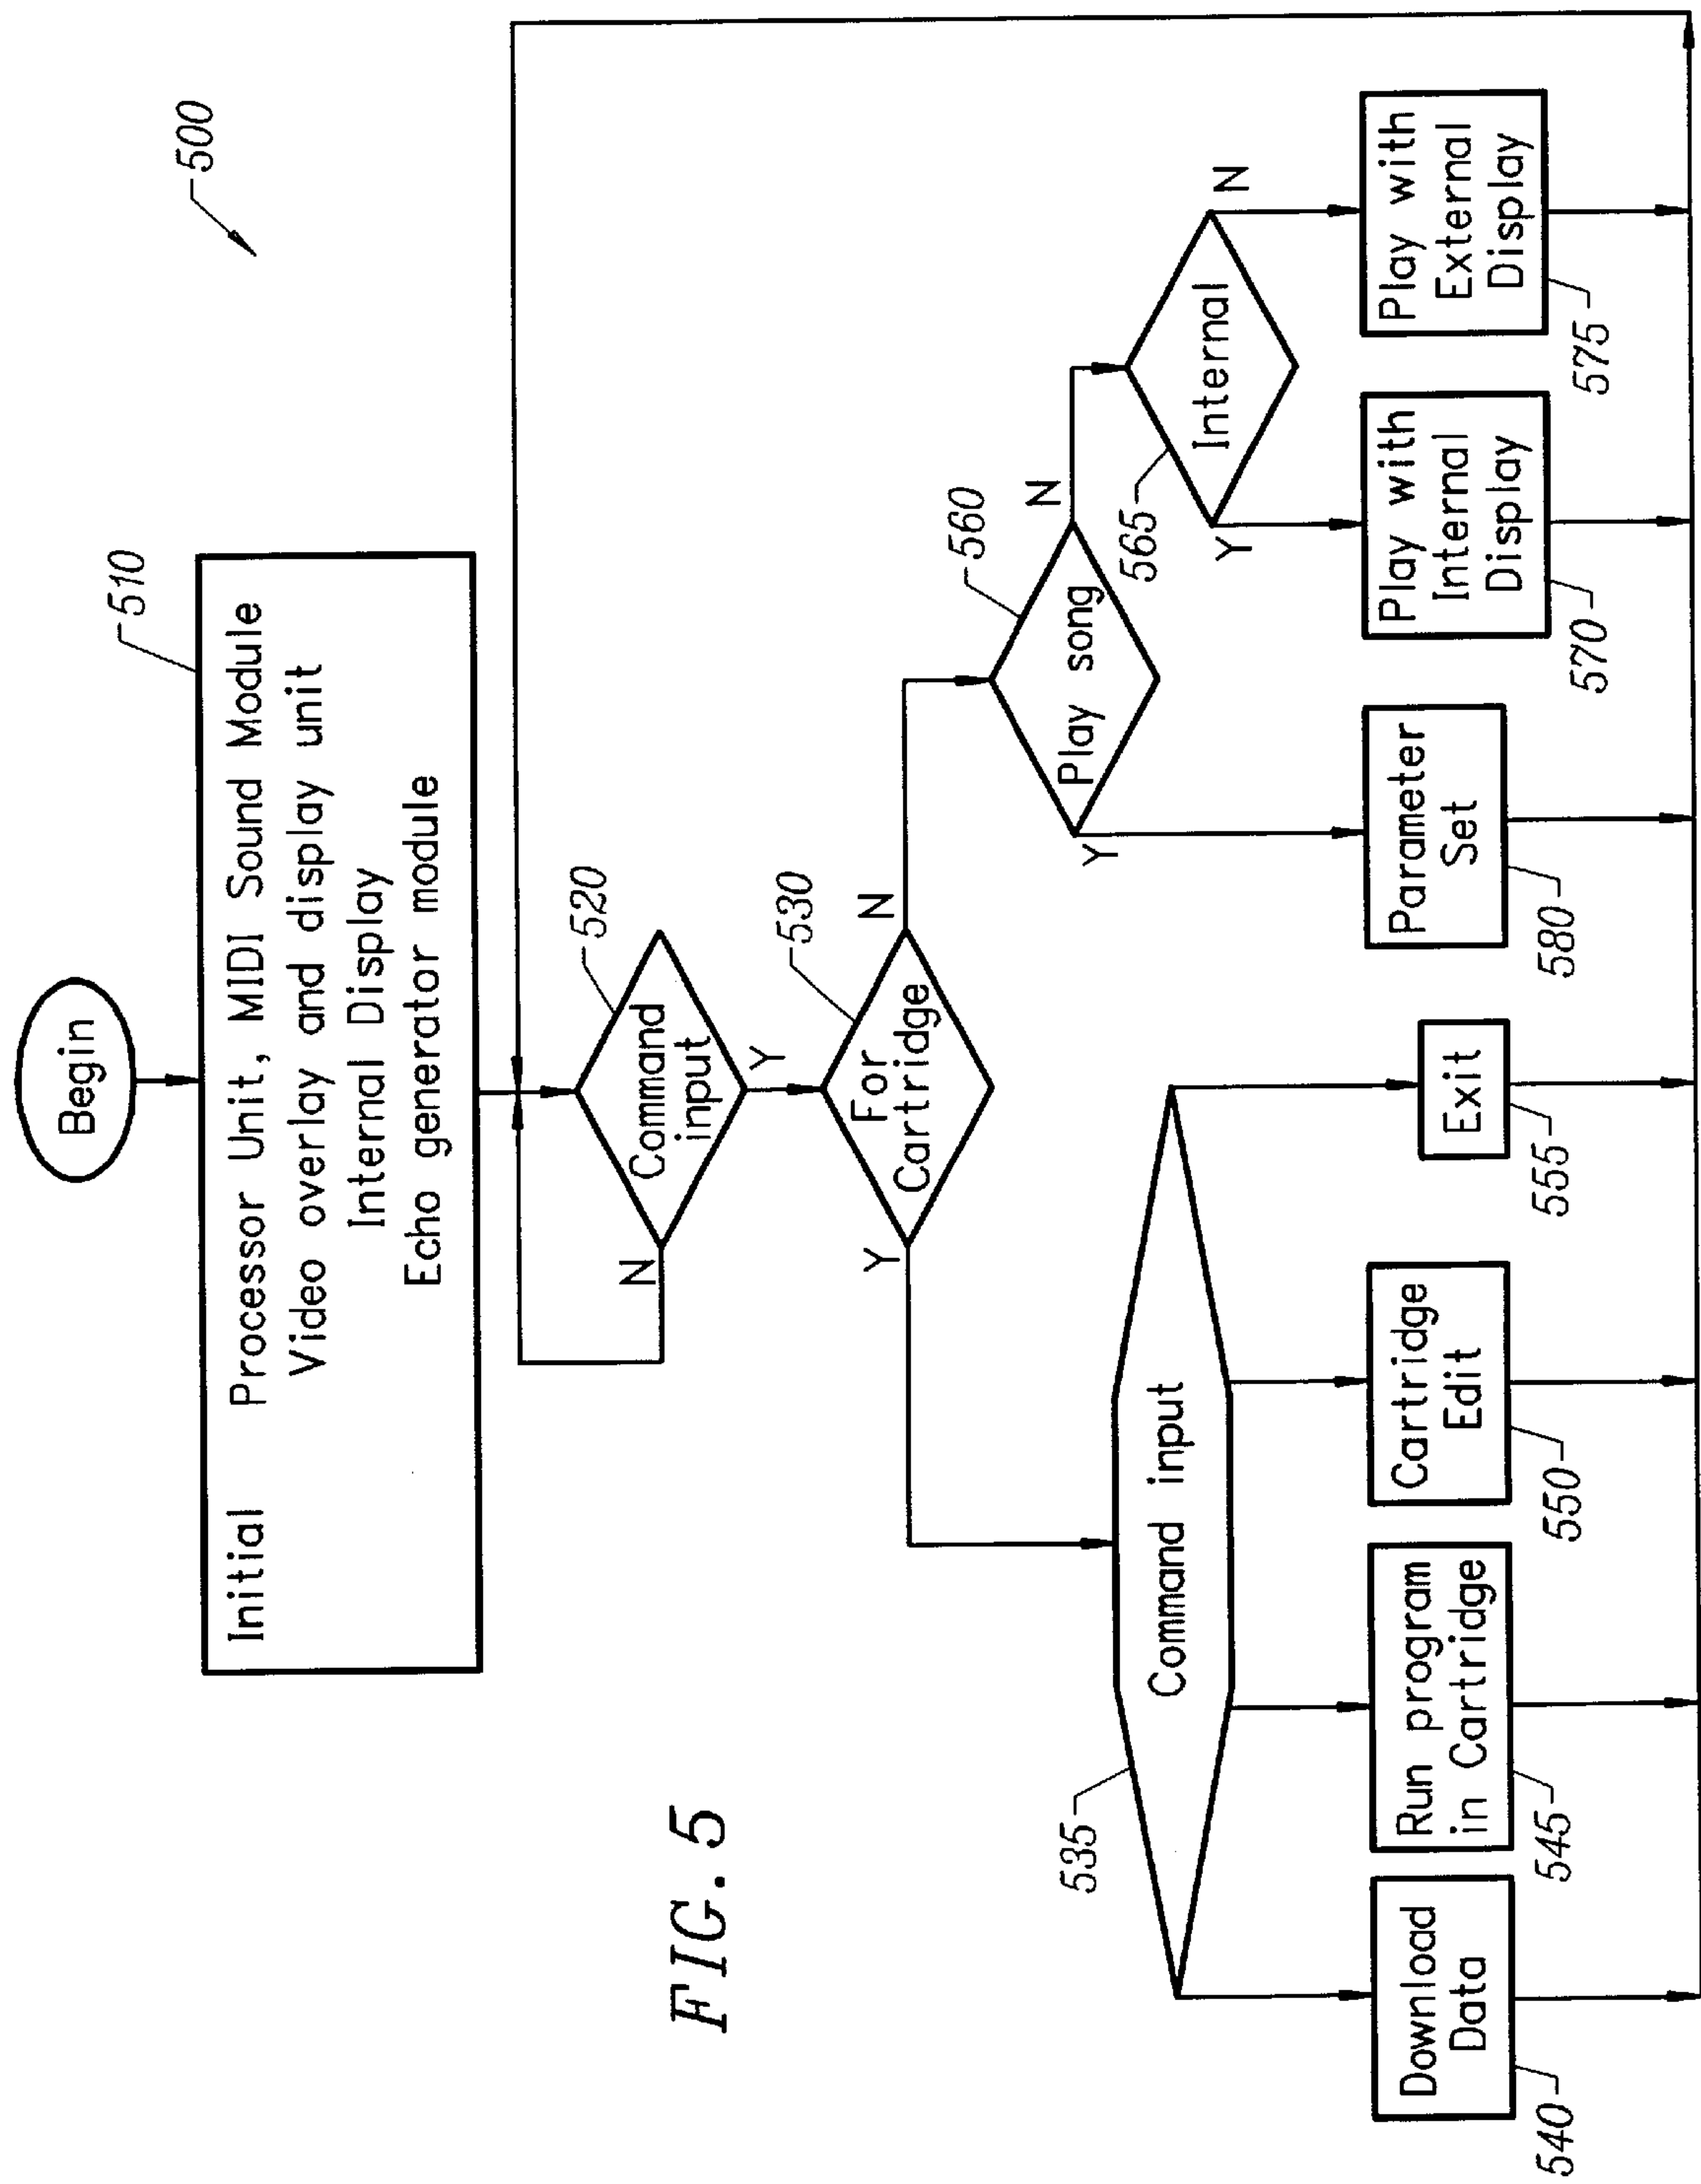 500
Begin
510
Initial Processor Unit, MIDI Sound Module
Video overlay and display unit
Internal Display
Echo generator module
520
Command
input
N
Y
530
For
Cartridge
Y
N
535
Command input
560
Play song
Y
N
565
Internal
Y
N
Download
Data
540
Run program
in Cartridge
545
Cartridge
Edit
550
Exit
555
Parameter
Set
580
Play with
Internal
Display
570
Play with
External
Display
575
FIG. 5